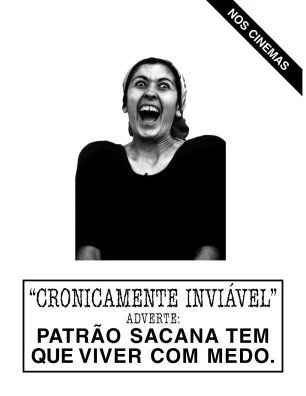 NOS CINEMAS
“CRONICAMENTE INVIÁVEL”
ADVERTE:
PATRÃO SACANA TEM
QUE VIVER COM MEDO.